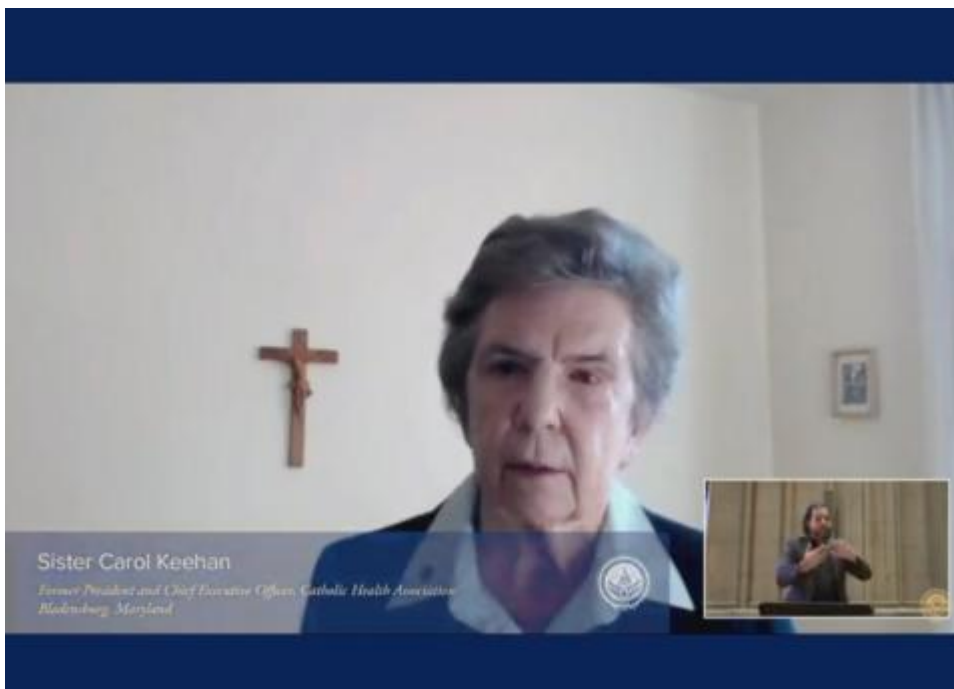 Sister Carol Keehan
Former President and Chief Executive Officer, Catholic Health Association
Bladensburg, Maryland